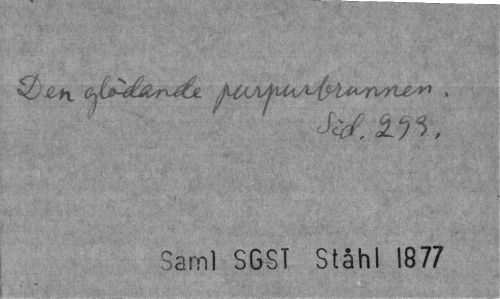 Den glödande purpurbrunnen.
Sid. 293.
Saml SGST Ståhl 1877